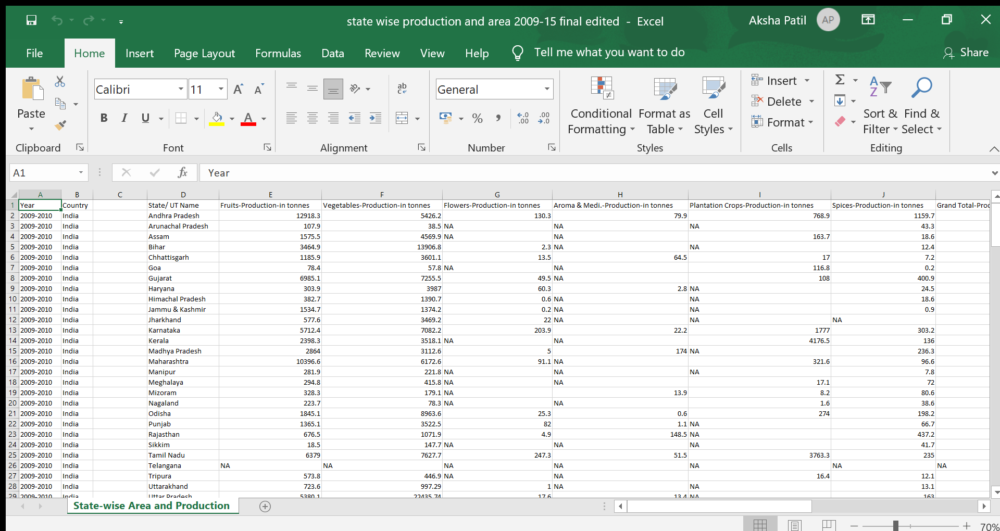 state wise production and area 2009-15 final edited - Excel
Aksha Patil AP
File Home Insert Page Layout Formulas Data Review View Help Tell me what you want to do Share
Paste
Clipboard
Calibri 11
B I U A
Font
ab
Alignment
General
% ,
Number
Conditional Formatting
Format as Table
Cell Styles
Styles
Insert
Delete
Format
Cells
Sort & Filter
Find & Select
Editing
A1 fx Year
A B C D E F G H I J
1 Year Country State/ UT Name Fruits-Production-in tonnes Vegetables-Production-in tonnes Flowers-Production-in tonnes Aroma & Medi.-Production-in tonnes Plantation Crops-Production-in tonnes Spices-Production-in tonnes Grand Total-Proc
2 2009-2010 India Andhra Pradesh 12918.3 5426.2 130.3 79.9 768.9 1159.7
3 2009-2010 India Arunachal Pradesh 107.9 38.5 NA NA NA 43.3
4 2009-2010 India Assam 1575.5 4569.9 NA NA 163.7 18.6
5 2009-2010 India Bihar 3464.9 13906.8 2.3 NA NA 12.4
6 2009-2010 India Chhattisgarh 1185.9 3601.1 13.5 64.5 17 7.2
7 2009-2010 India Goa 78.4 57.8 NA NA 116.8 0.2
8 2009-2010 India Gujarat 6985.1 7255.5 49.5 NA 108 400.9
9 2009-2010 India Haryana 303.9 3987 60.3 2.8 NA 24.5
10 2009-2010 India Himachal Pradesh 382.7 1390.7 0.6 NA NA 18.6
11 2009-2010 India Jammu & Kashmir 1534.7 1374.2 0.2 NA NA 0.9
12 2009-2010 India Jharkhand 577.6 3469.2 22 NA NA NA
13 2009-2010 India Karnataka 5712.4 7082.2 203.9 22.2 1777 303.2
14 2009-2010 India Kerala 2398.3 3518.1 NA NA 4176.5 136
15 2009-2010 India Madhya Pradesh 2864 3112.6 5 174 NA 236.3
16 2009-2010 India Maharashtra 10396.6 6172.6 91.1 NA 321.6 96.6
17 2009-2010 India Manipur 281.9 221.8 NA NA NA 7.8
18 2009-2010 India Meghalaya 294.8 415.8 NA NA 17.1 72
19 2009-2010 India Mizoram 328.3 179.1 NA 13.9 8.2 80.6
20 2009-2010 India Nagaland 223.7 78.3 NA NA 1.6 38.6
21 2009-2010 India Odisha 1845.1 8963.6 25.3 0.6 274 198.2
22 2009-2010 India Punjab 1365.1 3522.5 82 1.1 NA 66.7
23 2009-2010 India Rajasthan 676.5 1071.9 4.9 148.5 NA 437.2
24 2009-2010 India Sikkim 18.5 147.7 NA NA NA 41.7
25 2009-2010 India Tamil Nadu 6379 7627.7 247.3 51.5 3763.3 235
26 2009-2010 India Telangana NA NA NA NA NA NA NA
27 2009-2010 India Tripura 573.8 446.9 NA NA 16.4 12.1
28 2009-2010 India Uttarakhand 723.6 997.29 1 NA NA 13.1
29 2009-2010 India Uttar Pradesh 5380.1 22435.74 17.6 13.4 NA 163
State-wise Area and Production
70%